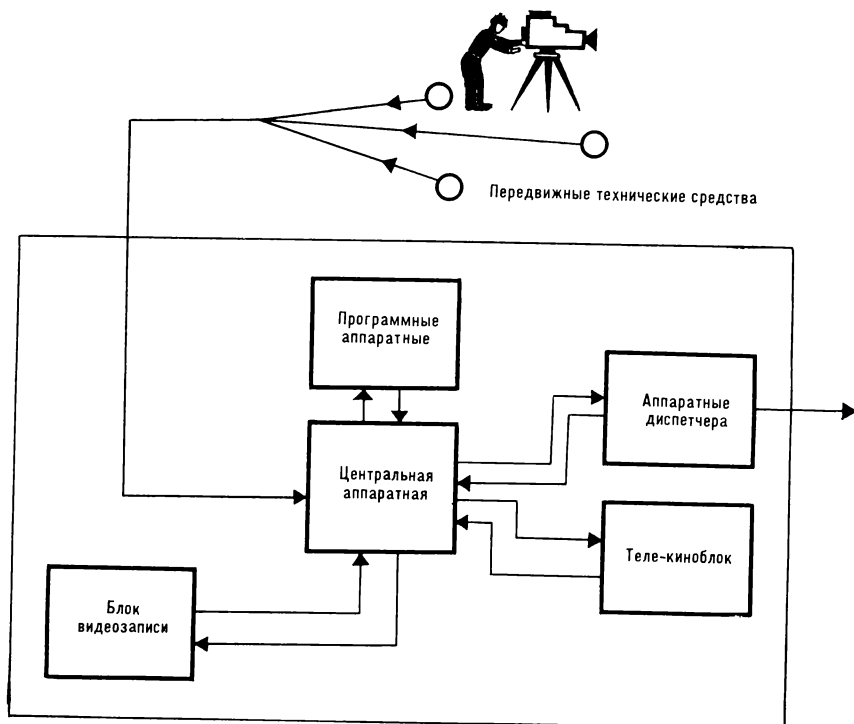 Передвижные технические средства
Программные
аппаратные
Аппаратные
диспетчера
Центральная
аппаратная
Теле-киноблок
Блок
видеозаписи